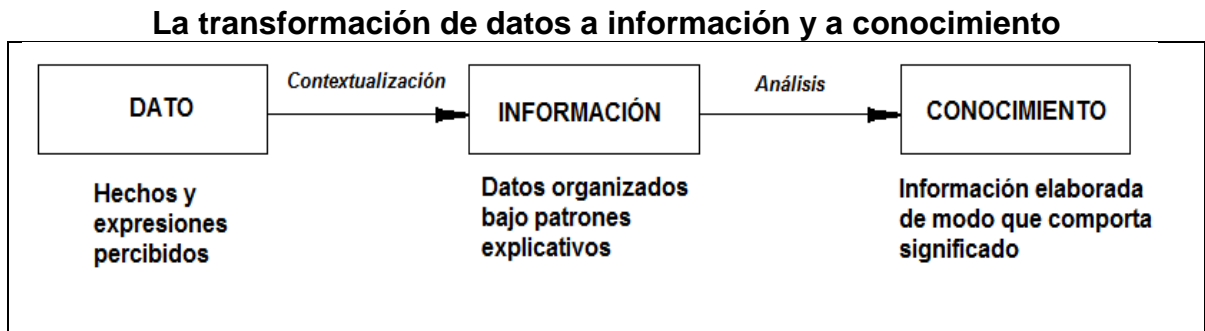 La transformación de datos a información y a conocimiento
DATO
Contextualización
INFORMACIÓN
Análisis
CONOCIMIENTO
Hechos y
expresiones
percibidos
Datos organizados
bajo patrones
explicativos
Información elaborada
de modo que comporta
significado